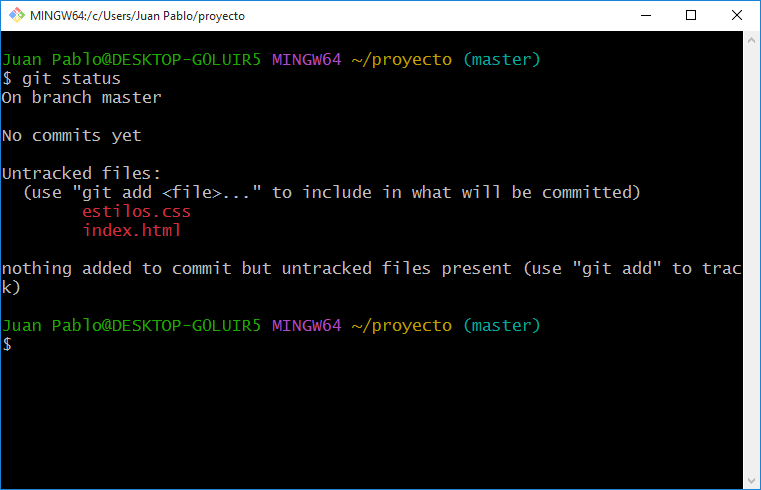 MINGW64:/c/Users/Juan Pablo/proyecto
Juan Pablo@DESKTOP-GOLUIR5 MINGW64 ~/proyecto (master)
$ git status
On branch master
No commits yet
Untracked files:
  (use "git add <file>..." to include in what will be committed)
        estilos.css
        index.html
nothing added to commit but untracked files present (use "git add" to trac
k)
Juan Pablo@DESKTOP-GOLUIR5 MINGW64 ~/proyecto (master)
$